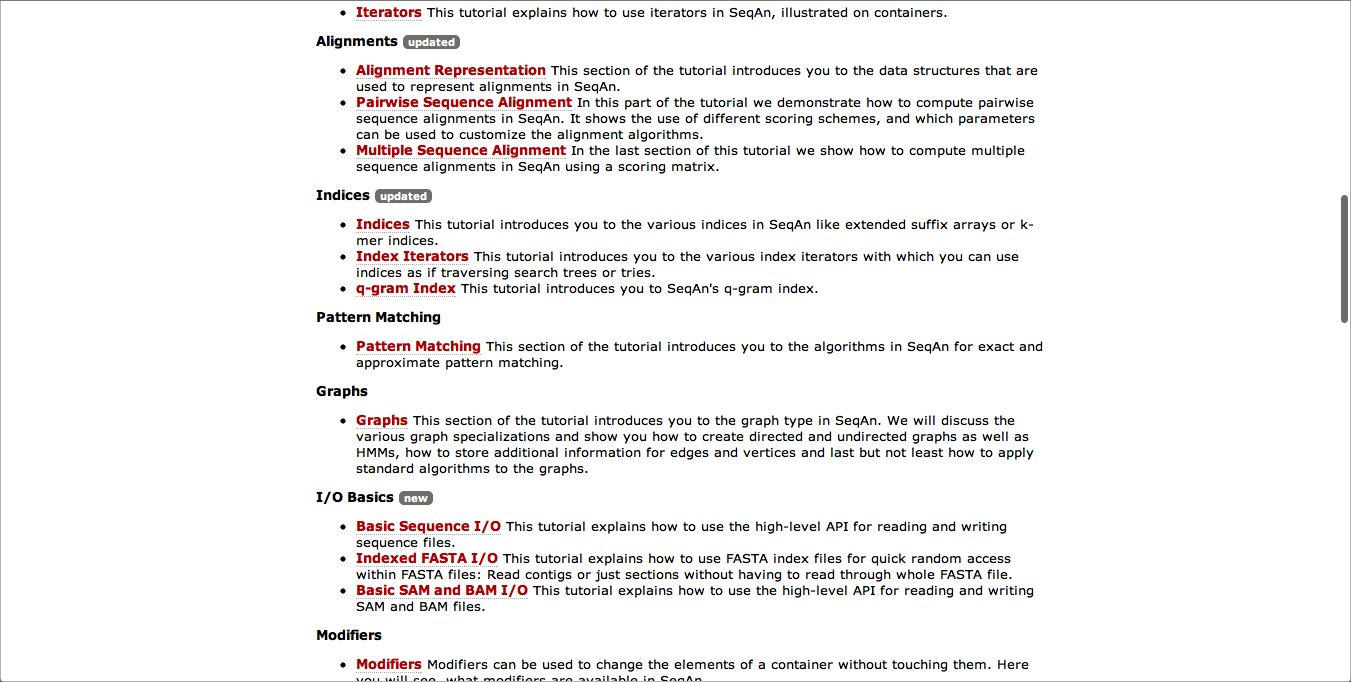 Iterators This tutorial explains how to use iterators in SeqAn, illustrated on containers.
Alignments updated
Alignment Representation This section of the tutorial introduces you to the data structures that are
used to represent alignments in SeqAn.
Pairwise Sequence Alignment In this part of the tutorial we demonstrate how to compute pairwise
sequence alignments in SeqAn. It shows the use of different scoring schemes, and which parameters
can be used to customize the alignment algorithms.
Multiple Sequence Alignment In the last section of this tutorial we show how to compute multiple
sequence alignments in SeqAn using a scoring matrix.
Indices updated
Indices This tutorial introduces you to the various indices in SeqAn like extended suffix arrays or k-
mer indices.
Index Iterators This tutorial introduces you to the various index iterators with which you can use
indices as if traversing search trees or tries.
q-gram Index This tutorial introduces you to SeqAn's q-gram index.
Pattern Matching
Pattern Matching This section of the tutorial introduces you to the algorithms in SeqAn for exact and
approximate pattern matching.
Graphs
Graphs This section of the tutorial introduces you to the graph type in SeqAn. We will discuss the
various graph specializations and show you how to create directed and undirected graphs as well as
HMMs, how to store additional information for edges and vertices and last but not least how to apply
standard algorithms to the graphs.
I/O Basics new
Basic Sequence I/O This tutorial explains how to use the high-level API for reading and writing
sequence files.
Indexed FASTA I/O This tutorial explains how to use FASTA index files for quick random access
within FASTA files: Read contigs or just sections without having to read through whole FASTA file.
Basic SAM and BAM I/O This tutorial explains how to use the high-level API for reading and writing
SAM and BAM files.
Modifiers
Modifiers Modifiers can be used to change the elements of a container without touching them. Here
you will see, what modifiers are available in SeqAn.